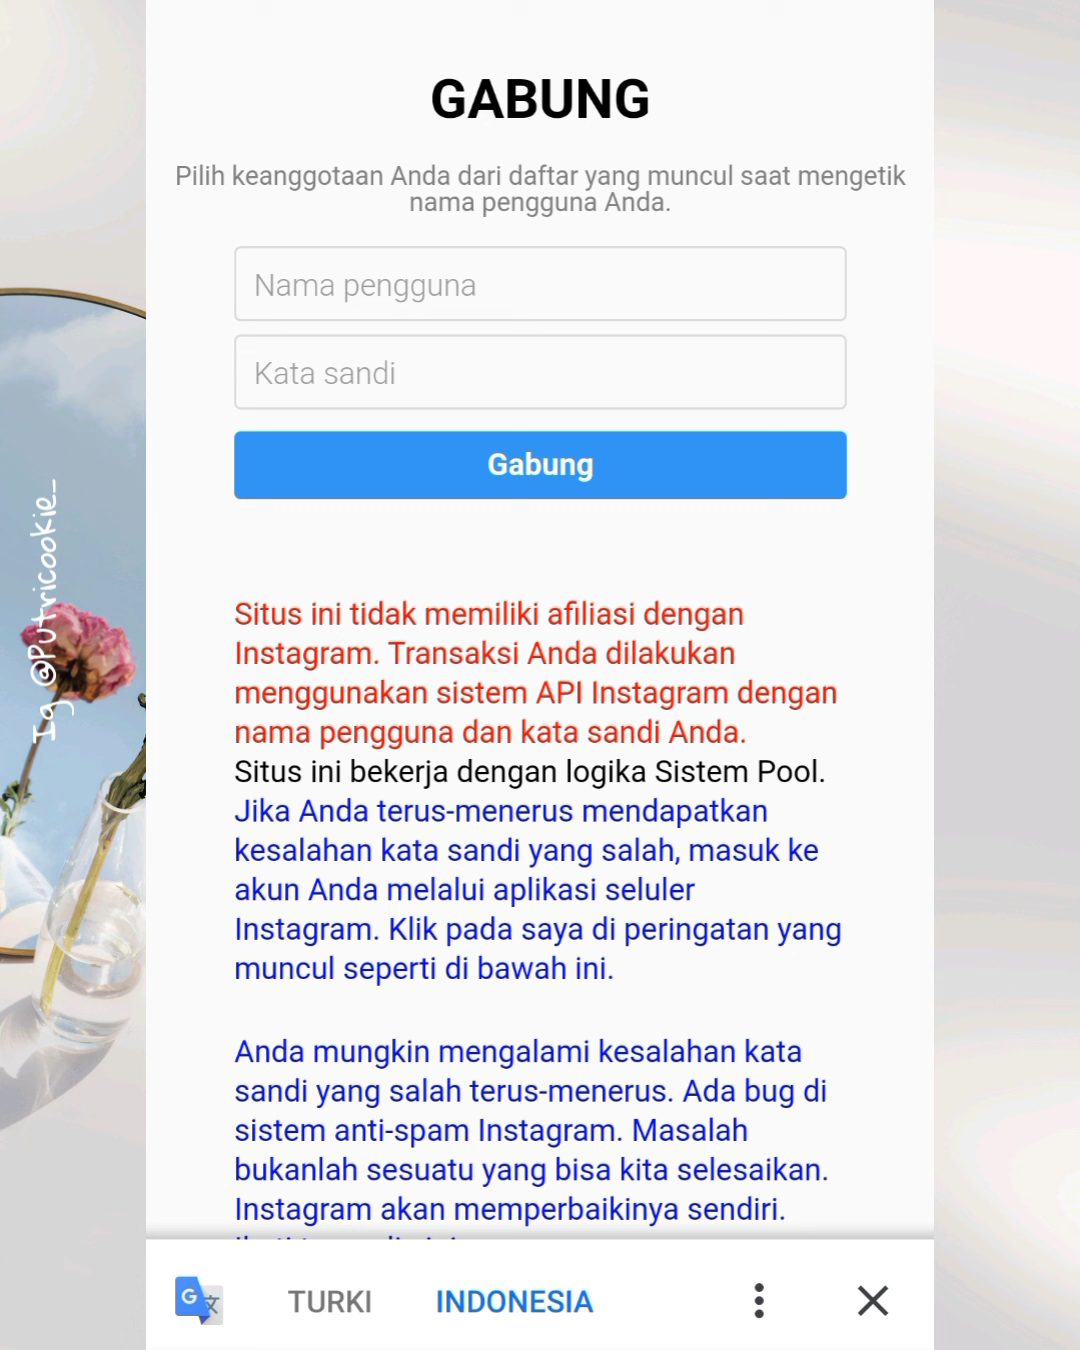 GABUNG
Pilih keanggotaan Anda dari daftar yang muncul saat mengetik
nama pengguna Anda.
Nama pengguna
Kata sandi
Gabung
Situs ini tidak memiliki afiliasi dengan
Instagram. Transaksi Anda dilakukan
menggunakan sistem API Instagram dengan
nama pengguna dan kata sandi Anda.
Situs ini bekerja dengan logika Sistem Pool.
Jika Anda terus-menerus mendapatkan
kesalahan kata sandi yang salah, masuk ke
akun Anda melalui aplikasi seluler
Instagram. Klik pada saya di peringatan yang
muncul seperti di bawah ini.
Anda mungkin mengalami kesalahan kata
sandi yang salah terus-menerus. Ada bug di
sistem anti-spam Instagram. Masalah
bukanlah sesuatu yang bisa kita selesaikan.
Instagram akan memperbaikinya sendiri.
TURKI
INDONESIA
Ig @Putricookie_